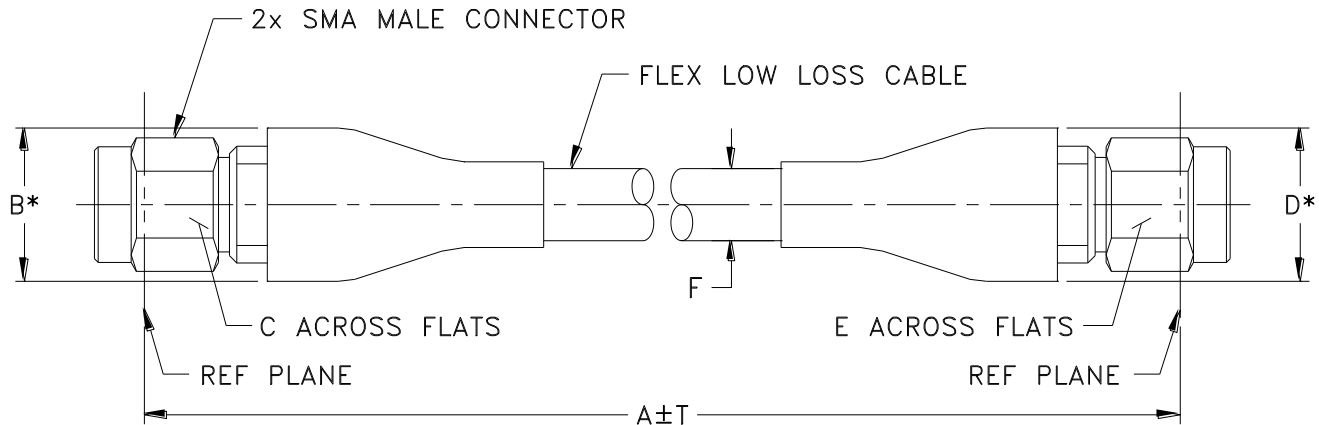 2x SMA MALE CONNECTOR
FLEX LOW LOSS CABLE
B*
D*
F
C ACROSS FLATS
E ACROSS FLATS
REF PLANE
REF PLANE
A±T